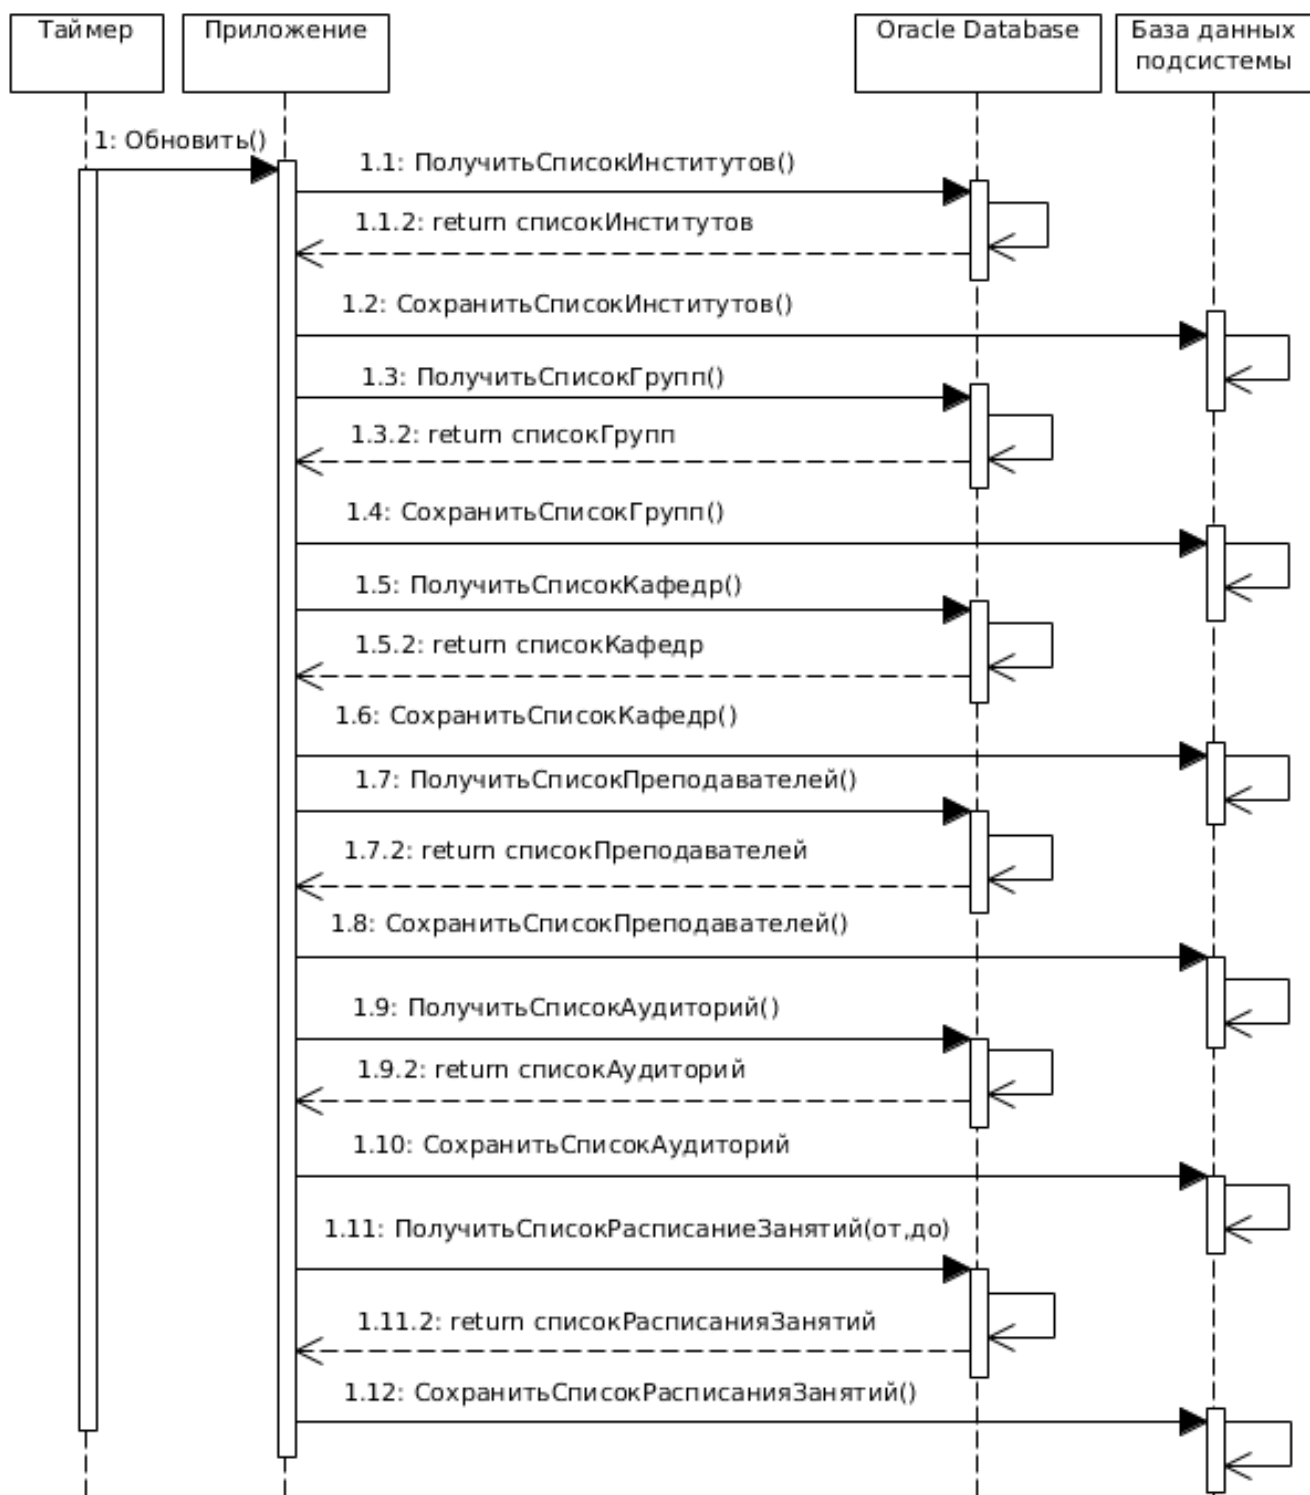 Таймер
Приложение
Oracle Database
База данных
подсистемы
1: Обновить()
1.1: ПолучитьСписокИнститутов()
1.1.2: return списокИнститутов
1.2: СохранитьСписокИнститутов()
1.3: ПолучитьСписокГрупп()
1.3.2: return списокГрупп
1.4: СохранитьСписокГрупп()
1.5: ПолучитьСписокКафедр()
1.5.2: return списокКафедр
1.6: СохранитьСписокКафедр()
1.7: ПолучитьСписокПреподавателей()
1.7.2: return списокПреподавателей
1.8: СохранитьСписокПреподавателей()
1.9: ПолучитьСписокАудиторий()
1.9.2: return списокАудиторий
1.10: СохранитьСписокАудиторий
1.11: ПолучитьСписокРасписаниеЗанятий(от,до)
1.11.2: return списокРасписанияЗанятий
1.12: СохранитьСписокРасписанияЗанятий()